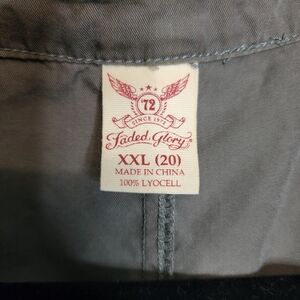 '72
SINCE 1972
Faded Glory
XXL (20)
MADE IN CHINA
100% LYOCELL